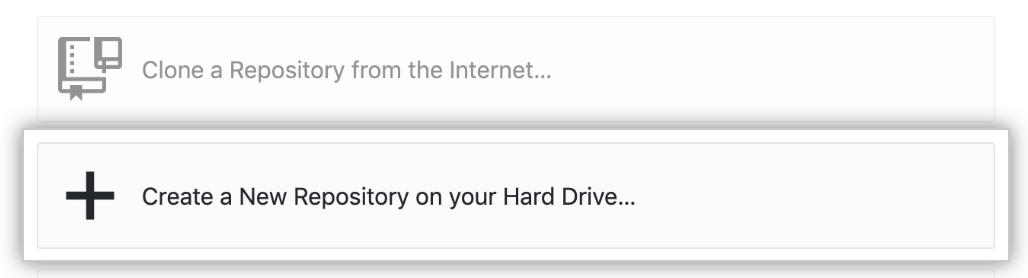 Clone a Repository from the Internet...
Create a New Repository on your Hard Drive...